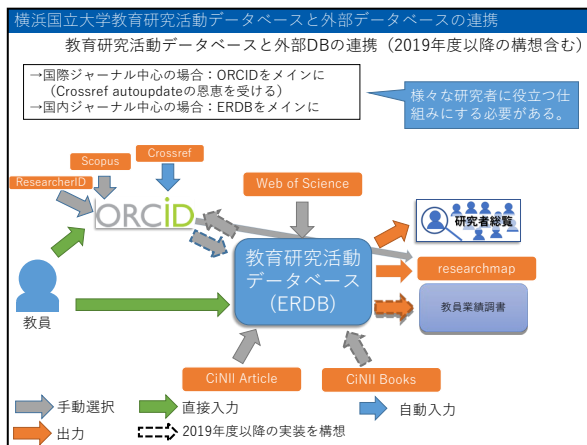 横浜国立大学教育研究活動データベースと外部データベースの連携
教育研究活動データベースと外部DBの連携（2019年度以降の構想含む）
→国際ジャーナル中心の場合：ORCIDをメインに
（Crossref autoupdateの恩恵を受ける）
→国内ジャーナル中心の場合：ERDBをメインに
様々な研究者に役立つ仕
組みにする必要がある。
Crossref
Scopus
ResearcherID
Web of Science
ORCiD
研究者総覧
教育研究活動
データベース
（ERDB）
researchmap
教員業績調書
教員
CiNII Article
CiNII Books
手動選択
直接入力
自動入力
出力
2019年度以降の実装を構想